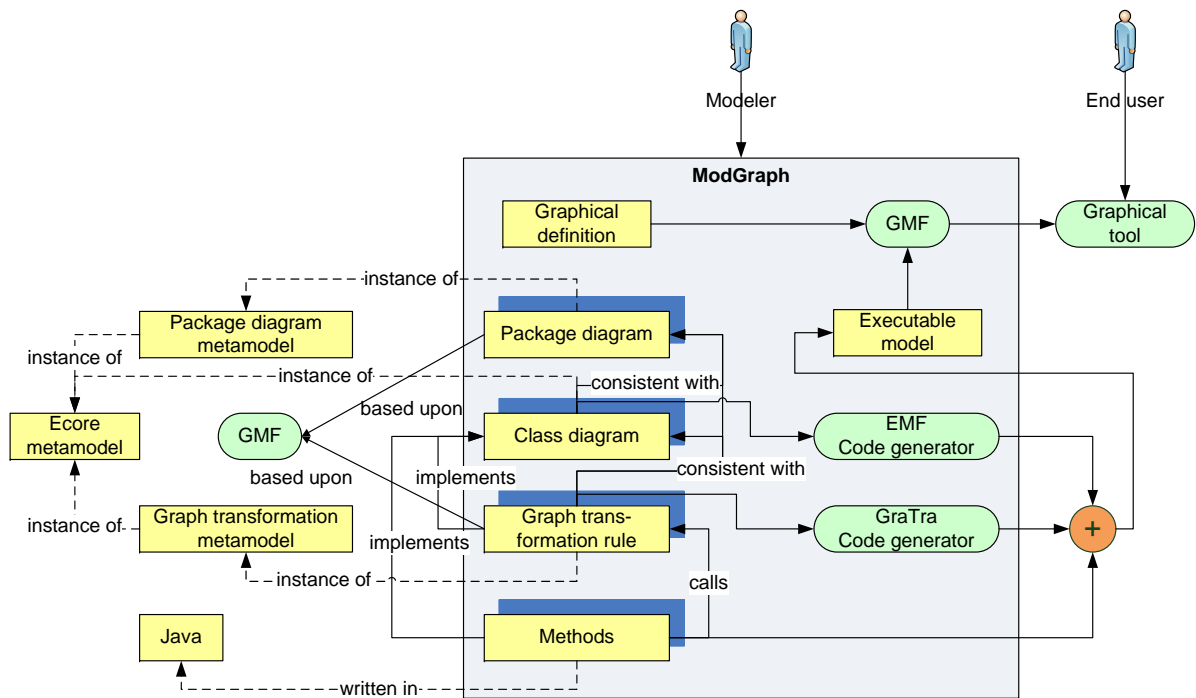 Modeler
End user
ModGraph
Graphical
definition
GMF
Graphical
tool
instance of
Package diagram
metamodel
Package diagram
Executable
model
instance of
instance of
consistent with
based upon
Ecore
metamodel
GMF
Class diagram
EMF
Code generator
based upon
implements
consistent with
instance of
Graph transformation
metamodel
implements
Graph trans-
formation rule
GraTra
Code generator
+
instance of
calls
Java
Methods
written in